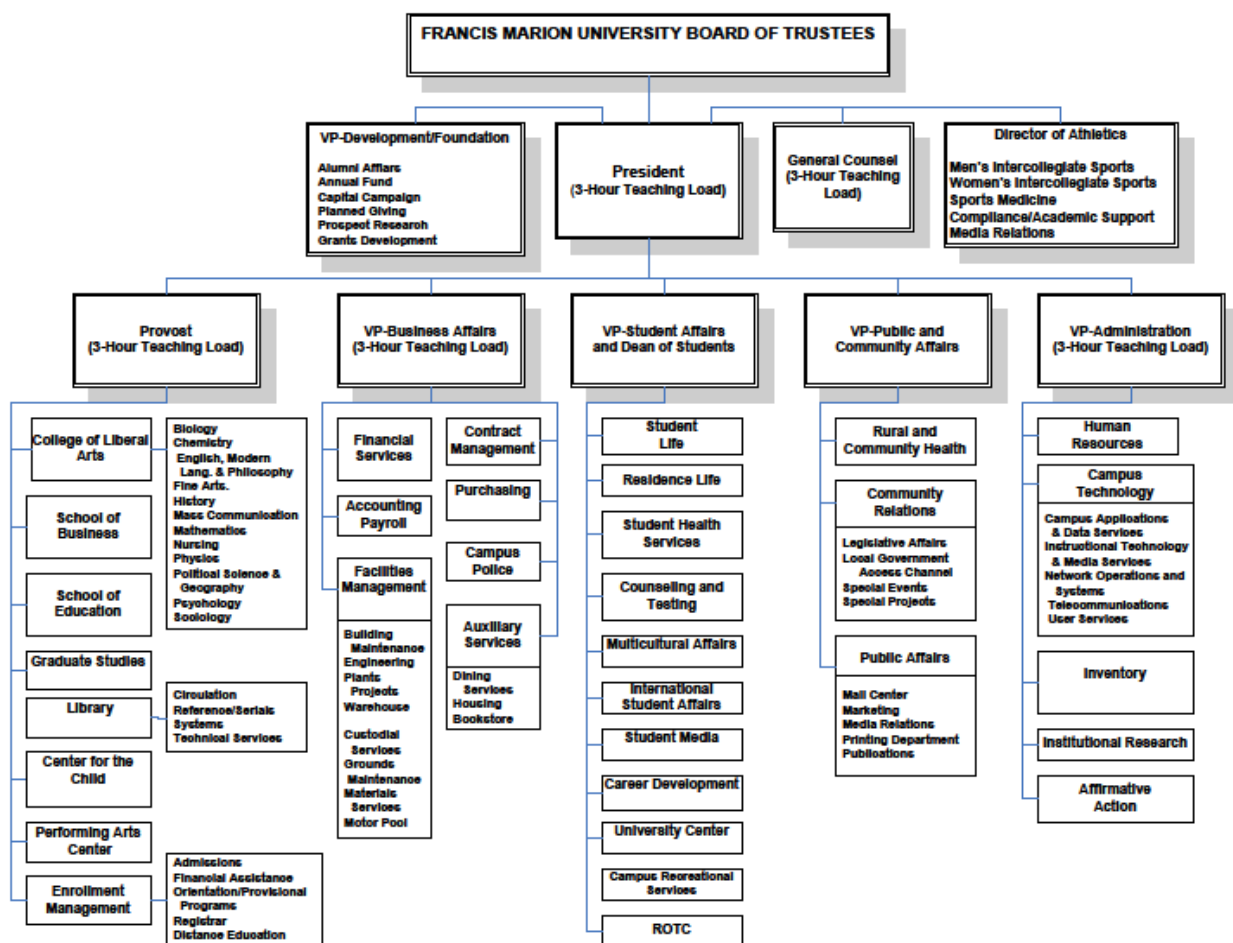 FRANCIS MARION UNIVERSITY BOARD OF TRUSTEES
VP-Development/Foundation
Alumni Affiars
Annual Fund
Capital Campaign
Planned Giving
Prospect Research
Grants Development
President
(3-Hour Teaching Load)
General Counsel
(3-Hour Teaching
Load)
Director of Athletics
Men's Intercollegiate Sports
Women's Intercollegiate Sports
Sports Medicine
Compliance/Academic Support
Media Relations
Provost
(3-Hour Teaching Load)
VP-Business Affairs
(3-Hour Teaching Load)
VP-Student Affairs
and Dean of Students
VP-Public and
Community Affairs
VP-Administration
(3-Hour Teaching Load)
College of Liberal
Arts
Biology
Chemistry
English, Modern
Lang. & Philosophy
Fine Arts.
History
Mass Communication
Mathematics
Nursing
Physics
Political Science &
Geography
Psychology
Sociology
School of
Business
School of
Education
Graduate Studies
Library
Circulation
Reference/Serials
Systems
Technical Services
Center for the
Child
Performing Arts
Center
Enrollment
Management
Admissions
Financial Assistance
Orientation/Provisional
Programs
Registrar
Distance Education
Financial
Services
Accounting
Payroll
Facilities
Management
Building
Maintenance
Engineering
Plants
Projects
Warehouse
Custodial
Services
Grounds
Maintenance
Materials
Services
Motor Pool
Contract
Management
Purchasing
Campus
Police
Auxiliary
Services
Dining
Services
Housing
Bookstore
Student
Life
Residence Life
Student Health
Services
Counseling and
Testing
Multicultural Affairs
International
Student Affairs
Student Media
Career Development
University Center
Campus Recreational
Services
ROTC
Rural and
Community Health
Community
Relations
Legislative Affairs
Local Government
Access Channel
Special Events
Special Projects
Public Affairs
Mail Center
Marketing
Media Relations
Printing Department
Publications
Human
Resources
Campus
Technology
Campus Applications
& Data Services
Instructional Technology
& Media Services
Network Operations and
Systems
Telecommunications
User Services
Inventory
Institutional Research
Affirmative
Action